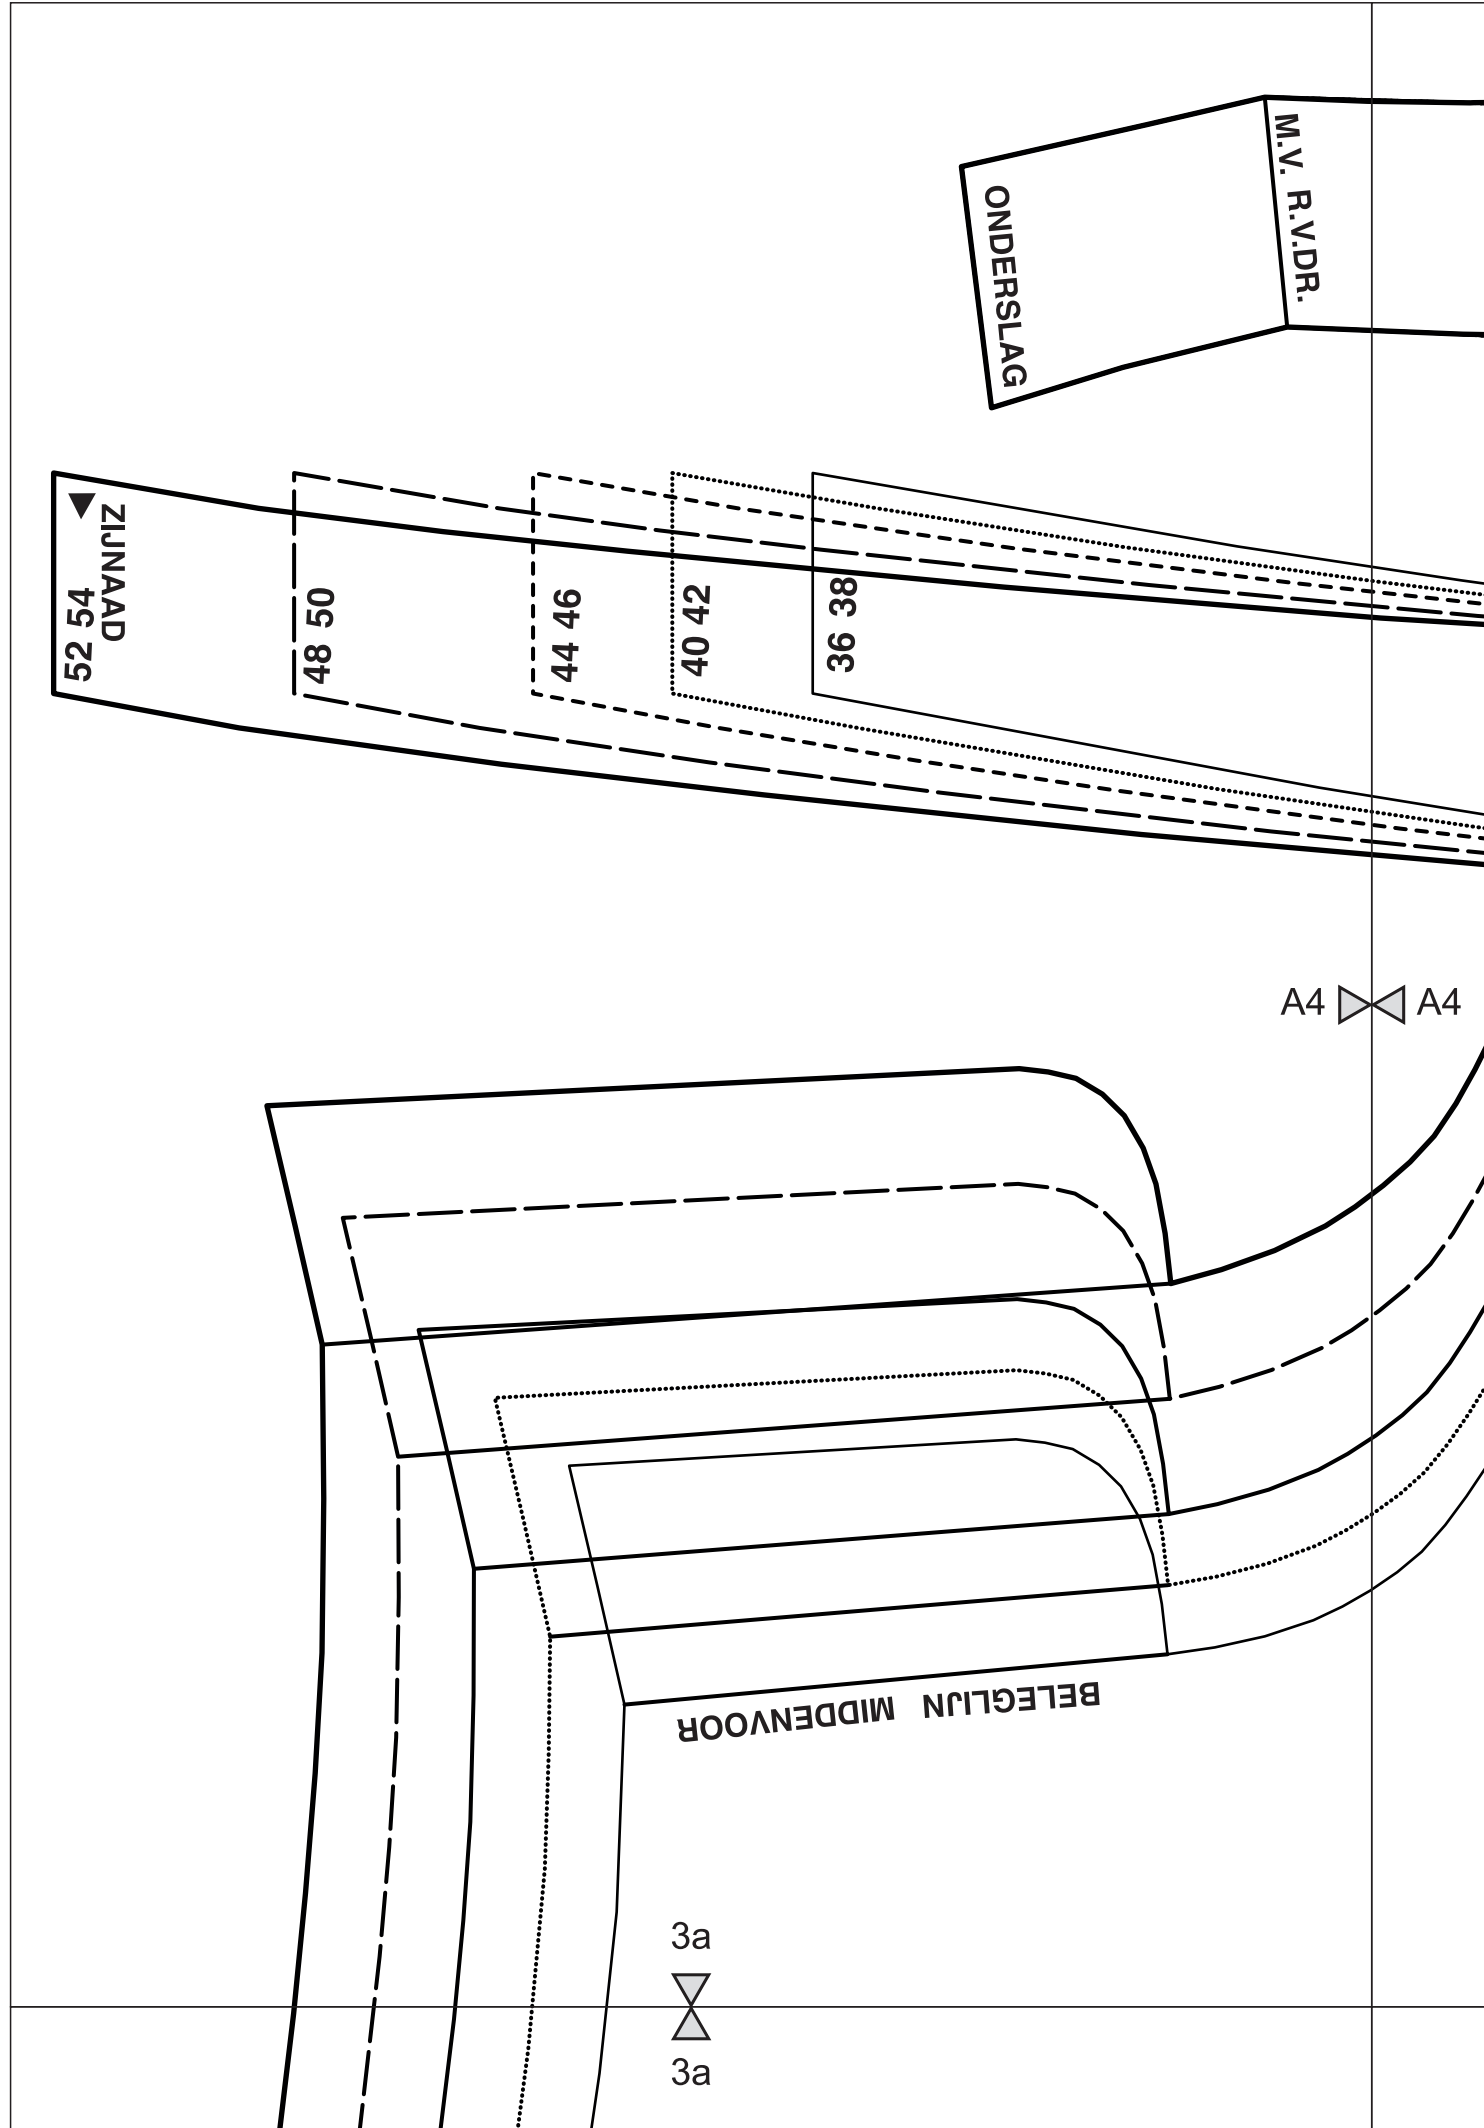 M.V. R.V.DR.
ONDERSLAG
ZIJNAAD
52 54
48 50
44 46
40 42
36 38
A4 A4
BELEGLIJN MIDDENVOOR
3a
3a